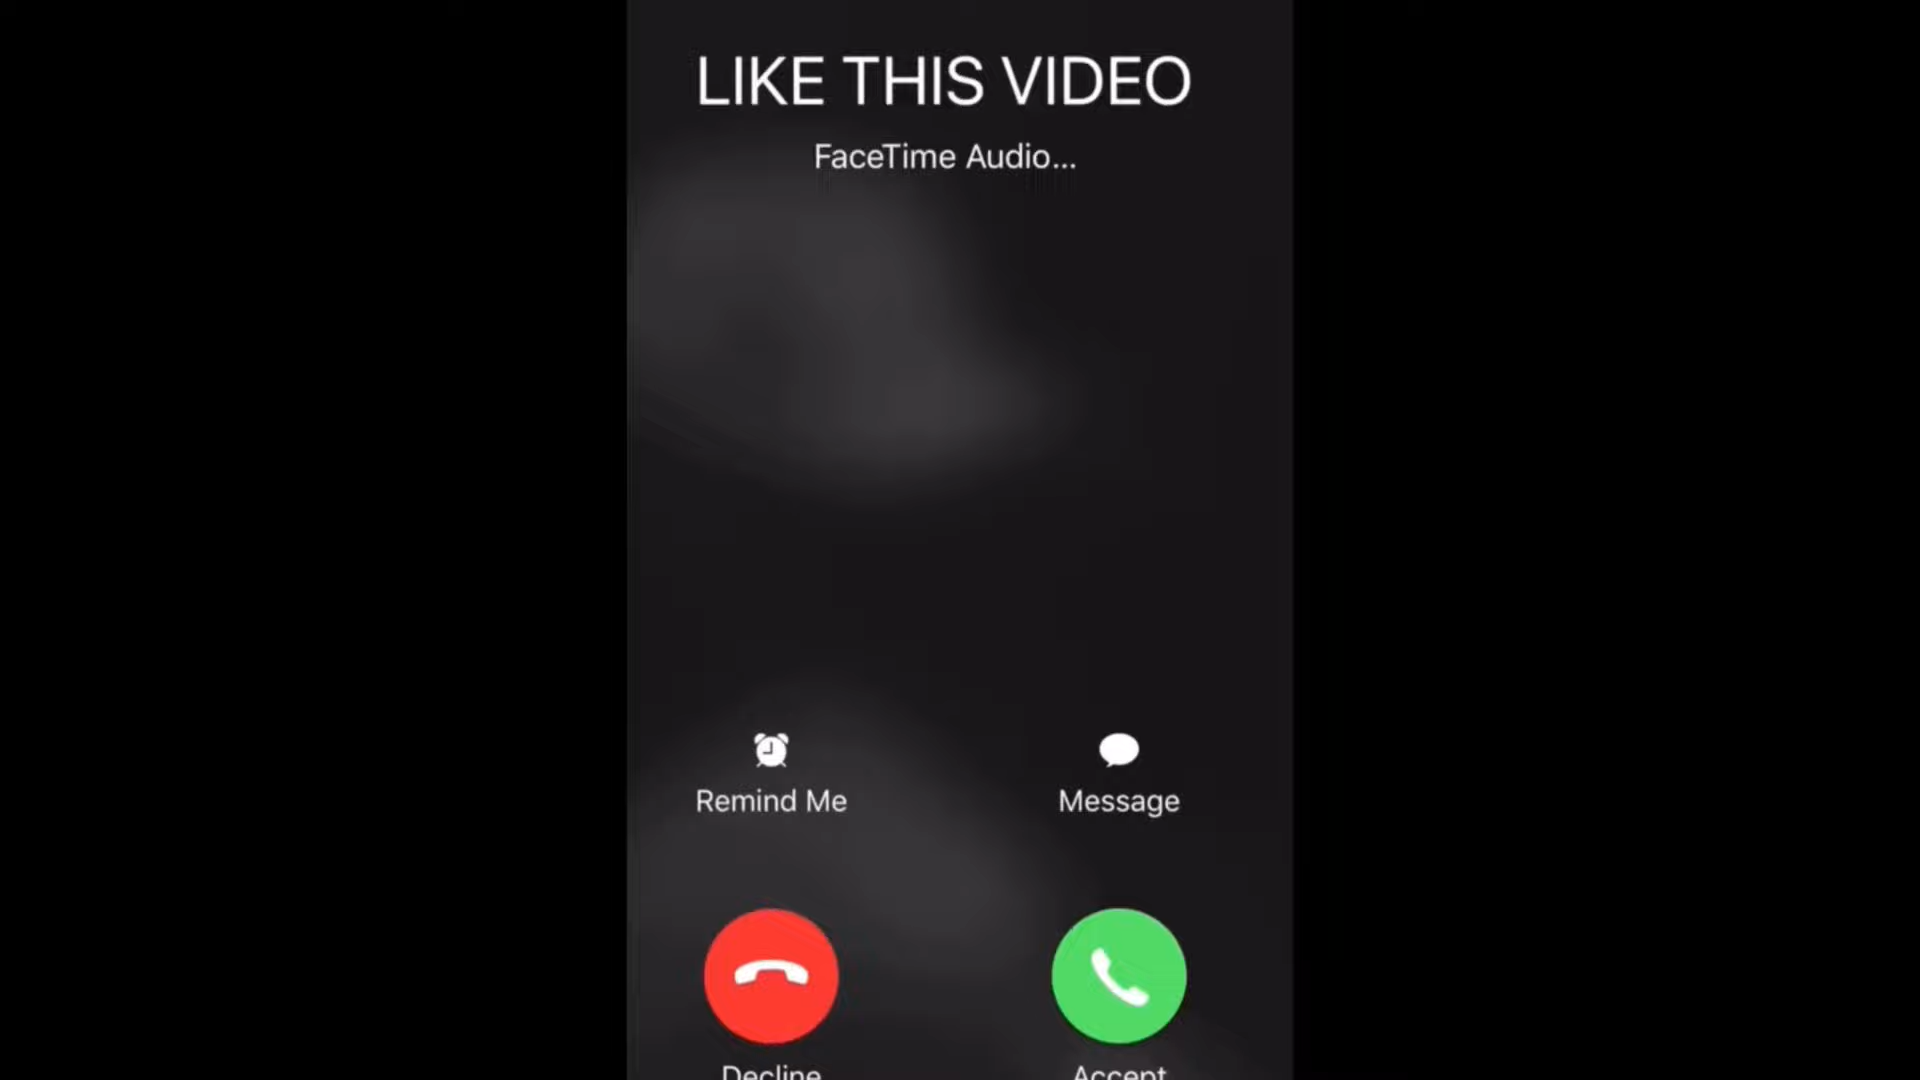 LIKE THIS VIDEO
FaceTime Audio...
Remind Me
Message
Decline
Accept